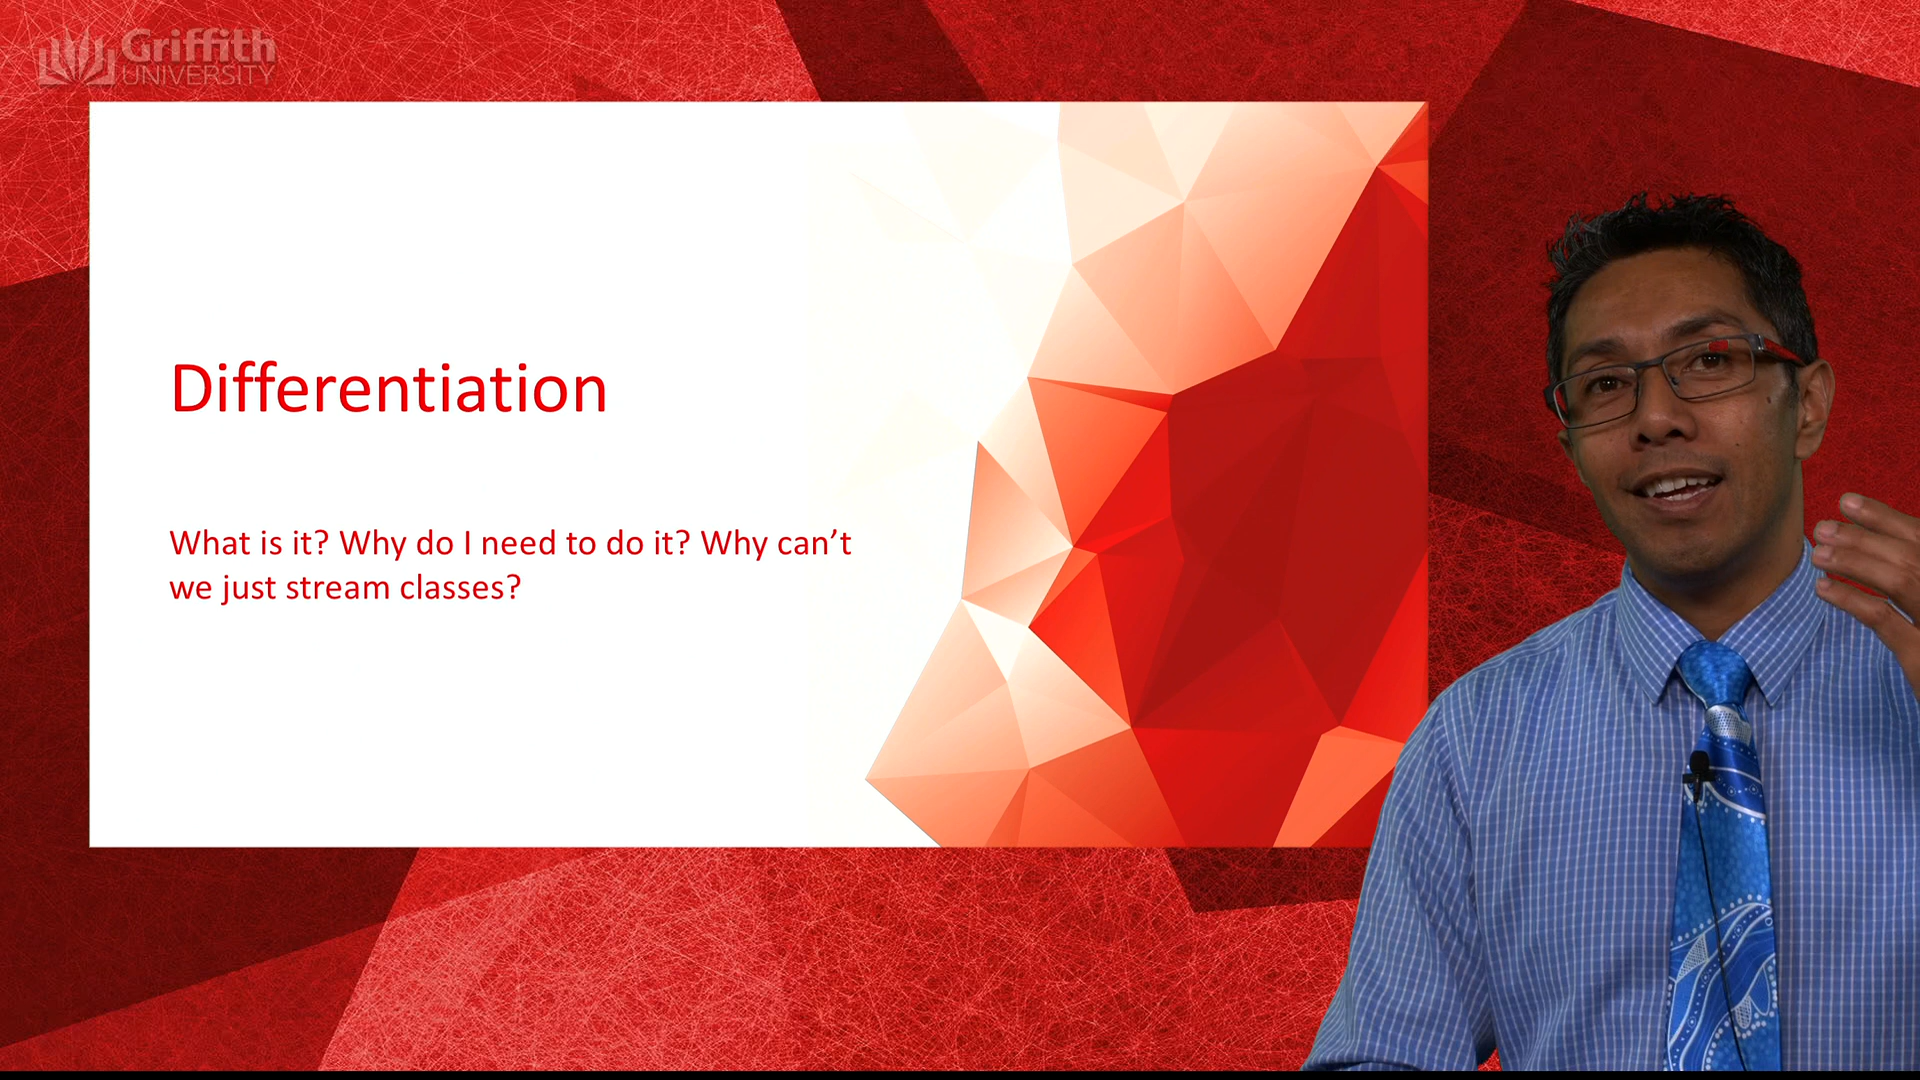 Griffith
UNIVERSITY
Differentiation
What is it? Why do I need to do it? Why can’t
we just stream classes?